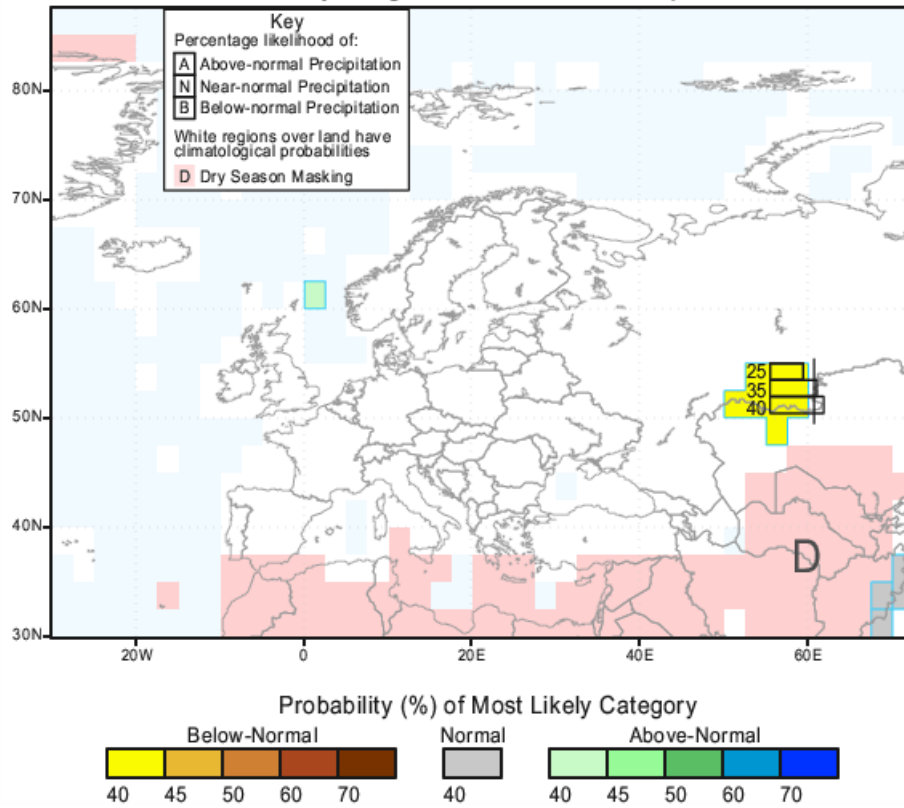 Key
Percentage likelihood of:
A Above-normal Precipitation
N Near-normal Precipitation
B Below-normal Precipitation
White regions over land have
climatological probabilities
D Dry Season Masking
80N
70N
60N
50N
40N
30N
25
35
40
D
20W 0 20E 40E 60E
Probability (%) of Most Likely Category
Below-Normal Normal Above-Normal
40 45 50 60 70 40 40 45 50 60 70